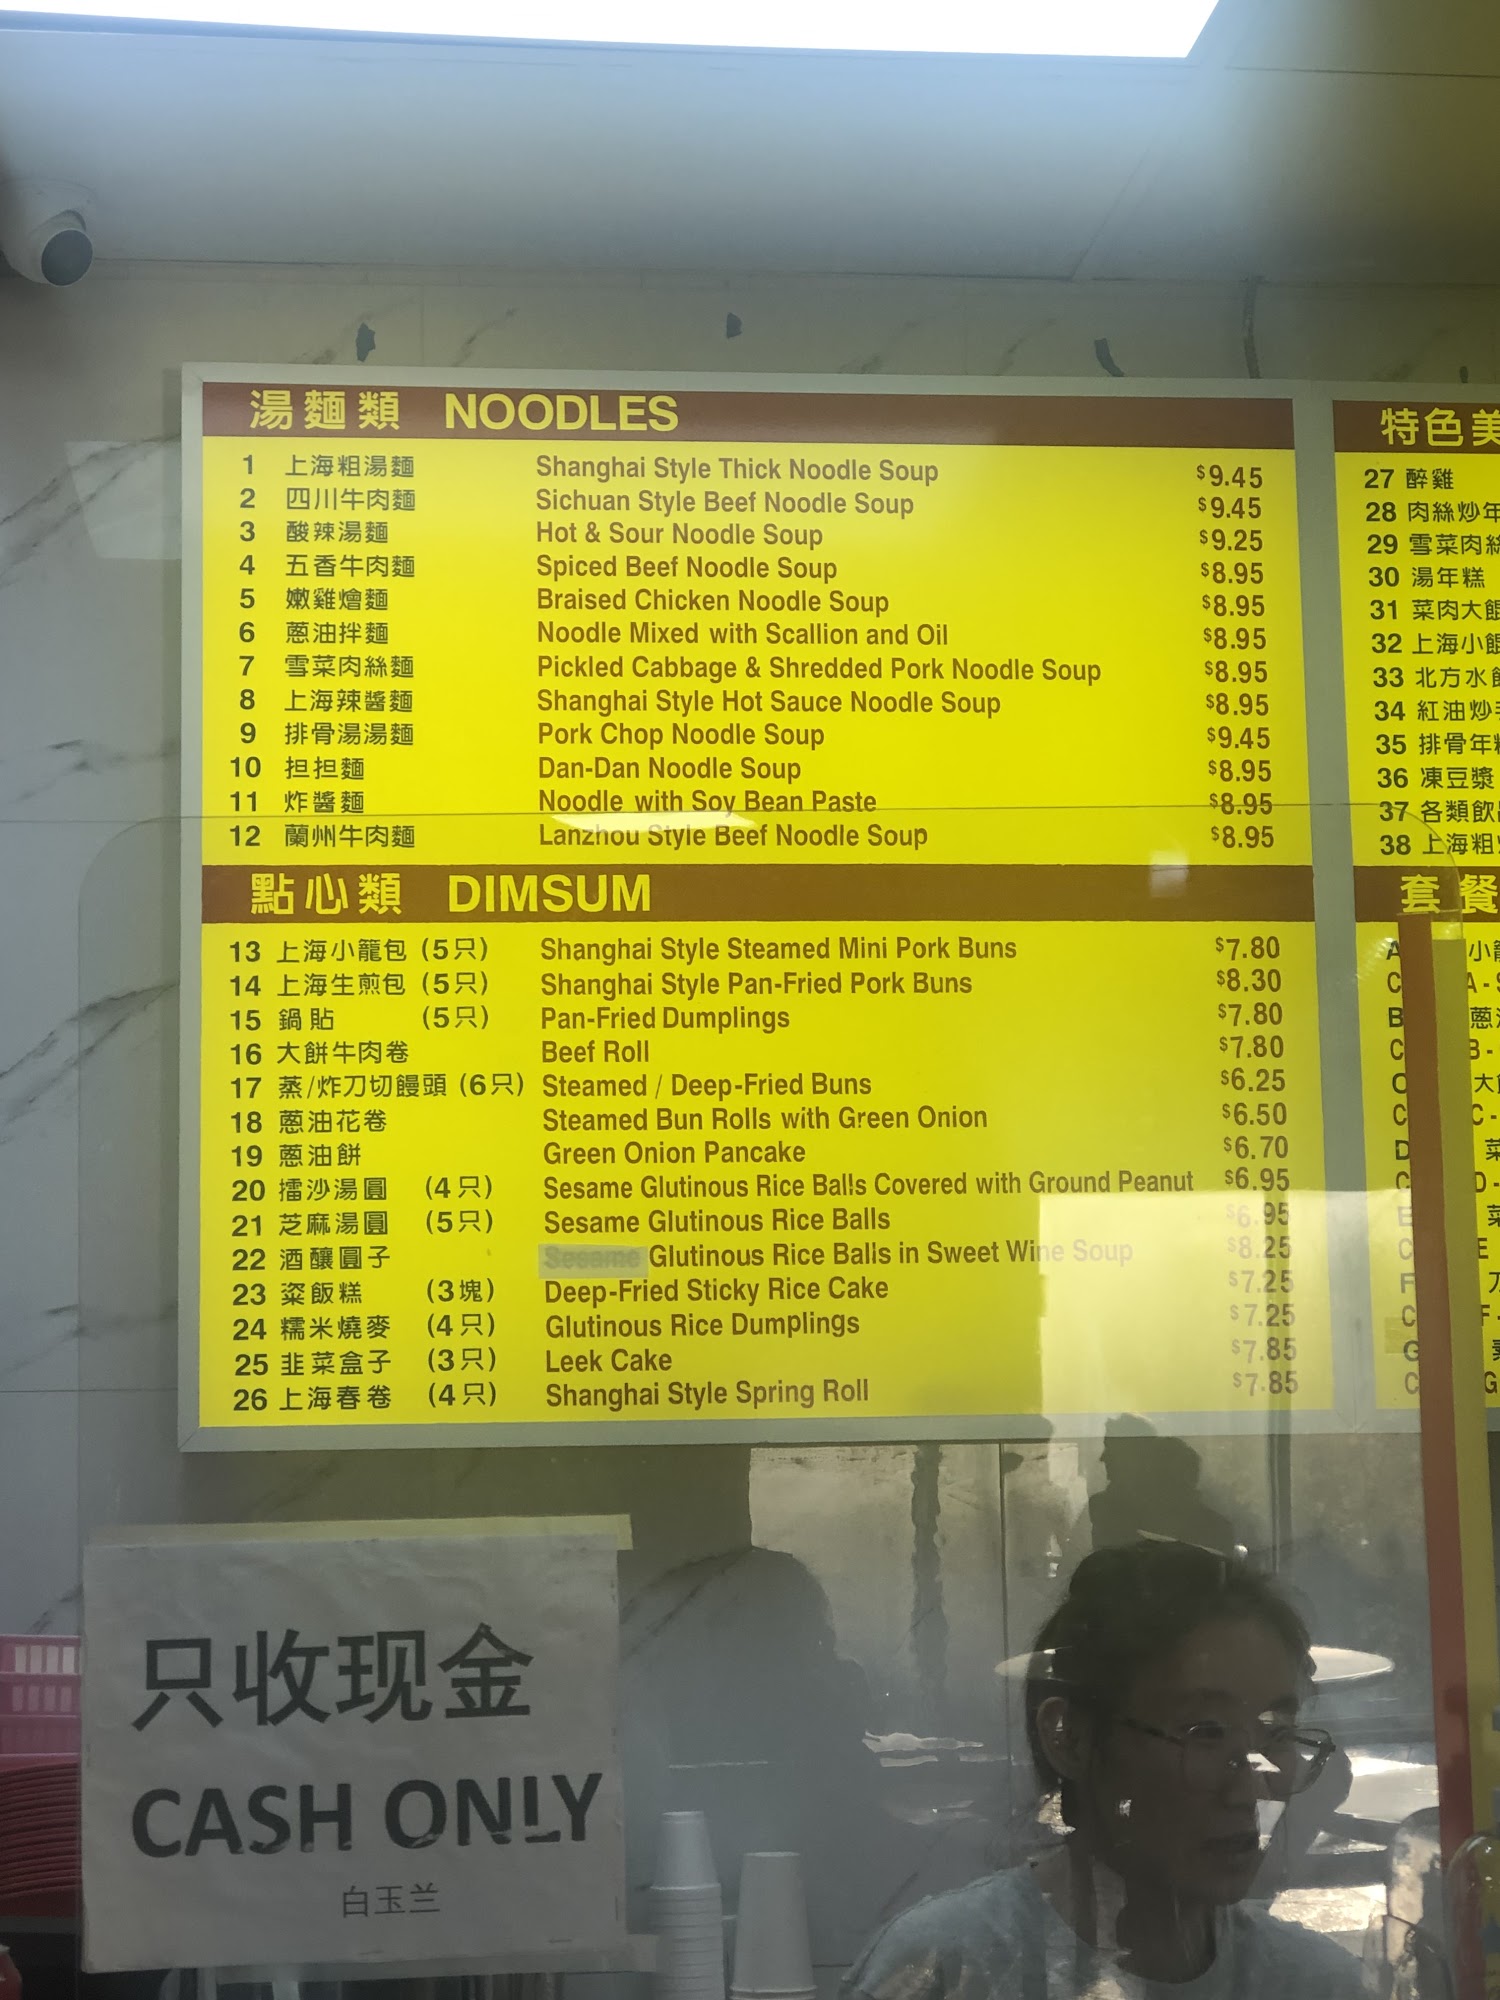 湯麵類 NOODLES
1 上海粗湯麵 Shanghai Style Thick Noodle Soup $9.45
2 四川牛肉麵 Sichuan Style Beef Noodle Soup $9.45
3 酸辣湯麵 Hot & Sour Noodle Soup $9.25
4 五香牛肉麵 Spiced Beef Noodle Soup $8.95
5 嫩雞燴麵 Braised Chicken Noodle Soup $8.95
6 蔥油拌麵 Noodle Mixed with Scallion and Oil $8.95
7 雪菜肉絲麵 Pickled Cabbage & Shredded Pork Noodle Soup $8.95
8 上海辣醬麵 Shanghai Style Hot Sauce Noodle Soup $8.95
9 排骨湯湯麵 Pork Chop Noodle Soup $9.45
10 担担麵 Dan-Dan Noodle Soup $8.95
11 炸醬麵 Noodle with Soy Bean Paste $8.95
12 蘭州牛肉麵 Lanzhou Style Beef Noodle Soup $8.95
點心類 DIMSUM
13 上海小籠包 (5只) Shanghai Style Steamed Mini Pork Buns $7.80
14 上海生煎包 (5只) Shanghai Style Pan-Fried Pork Buns $8.30
15 鍋貼 (5只) Pan-Fried Dumplings $7.80
16 大餅牛肉卷 Beef Roll $7.80
17 蒸/炸刀切饅頭 (6只) Steamed / Deep-Fried Buns $6.25
18 蔥油花卷 Steamed Bun Rolls with Green Onion $6.50
19 蔥油餅 Green Onion Pancake $6.70
20 擂沙湯圓 (4只) Sesame Glutinous Rice Balls Covered with Ground Peanut $6.95
21 芝麻湯圓 (5只) Sesame Glutinous Rice Balls $6.95
22 酒釀圓子 Sesame Glutinous Rice Balls in Sweet Wine Soup $8.25
23 粢飯糕 (3塊) Deep-Fried Sticky Rice Cake $7.25
24 糯米燒麥 (4只) Glutinous Rice Dumplings $7.25
25 韭菜盒子 (3只) Leek Cake $7.85
26 上海春卷 (4只) Shanghai Style Spring Roll $7.85
特色美
27 醉雞
28 肉絲炒年
29 雪菜肉絲
30 湯年糕
31 菜肉大餛
32 上海小餛
33 北方水餃
34 紅油炒手
35 排骨年糕
36 凍豆漿
37 各類飲品
38 上海粗炒
套餐
只收现金
CASH ONLY
白玉兰